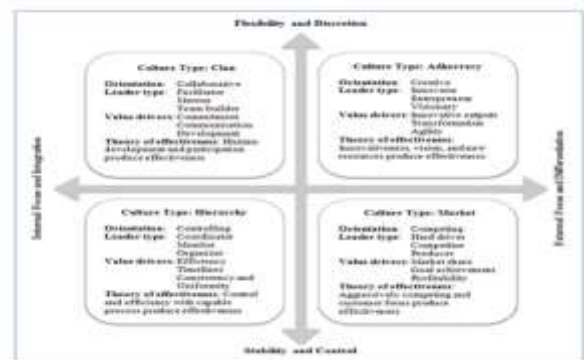 Flexibility and Discretion
Culture Type: Clan
Orientation: Collaborative
Leader type: Facilitator
Mentor
Team builder
Value drivers: Commitment
Communication
Development
Theory of effectiveness: Human
development and participation
produce effectiveness
Culture Type: Adhocracy
Orientation: Creative
Leader type: Innovator
Entrepreneur
Visionary
Value drivers: Innovative outputs
Transformation
Agility
Theory of effectiveness:
Innovativeness, vision, and new
resources produce effectiveness
Internal Focus and Integration
External Focus and Differentiation
Culture Type: Hierarchy
Orientation: Controlling
Leader type: Coordinator
Monitor
Organizer
Value drivers: Efficiency
Timeliness
Consistency and
Uniformity
Theory of effectiveness: Control
and efficiency with capable
process produce effectiveness
Culture Type: Market
Orientation: Competing
Leader type: Hard driver
Competitor
Producer
Value drivers: Market share
Goal achievement
Profitability
Theory of effectiveness:
Aggressively competing and
customer focus produce
effectiveness
Stability and Control